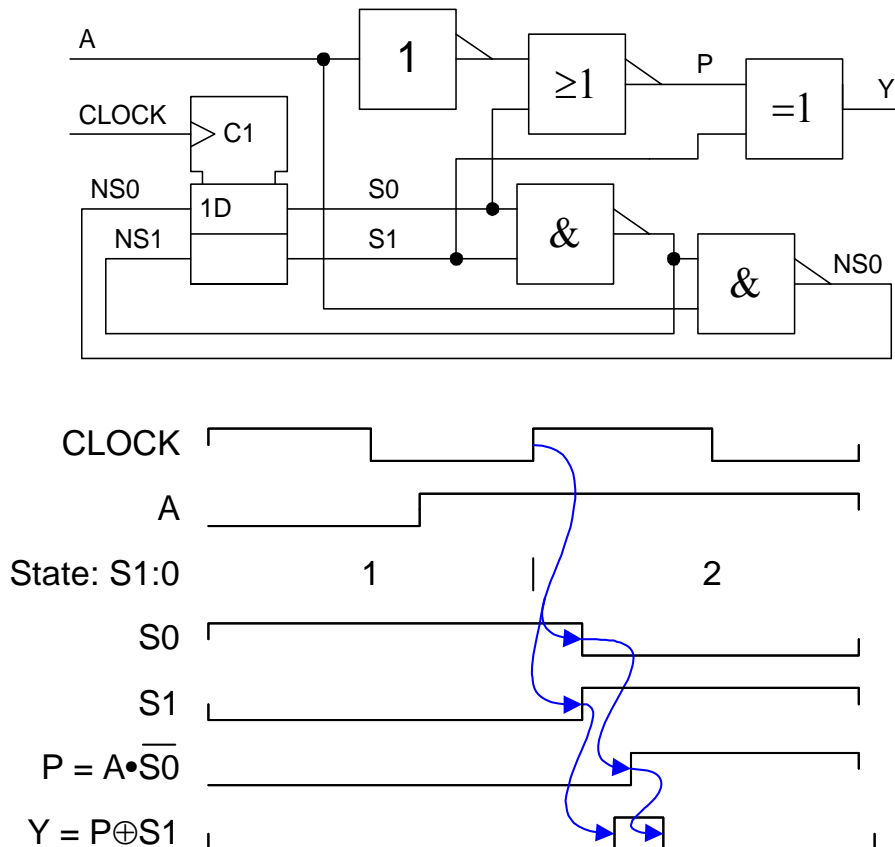 A
1
≥1
P
=1
Y
CLOCK
C1
NS0
1D
S0
NS1
S1
&
&
NS0
CLOCK
A
State: S1:0 1 2
S0
S1
P = A•S̅0̅
Y = P⊕S1